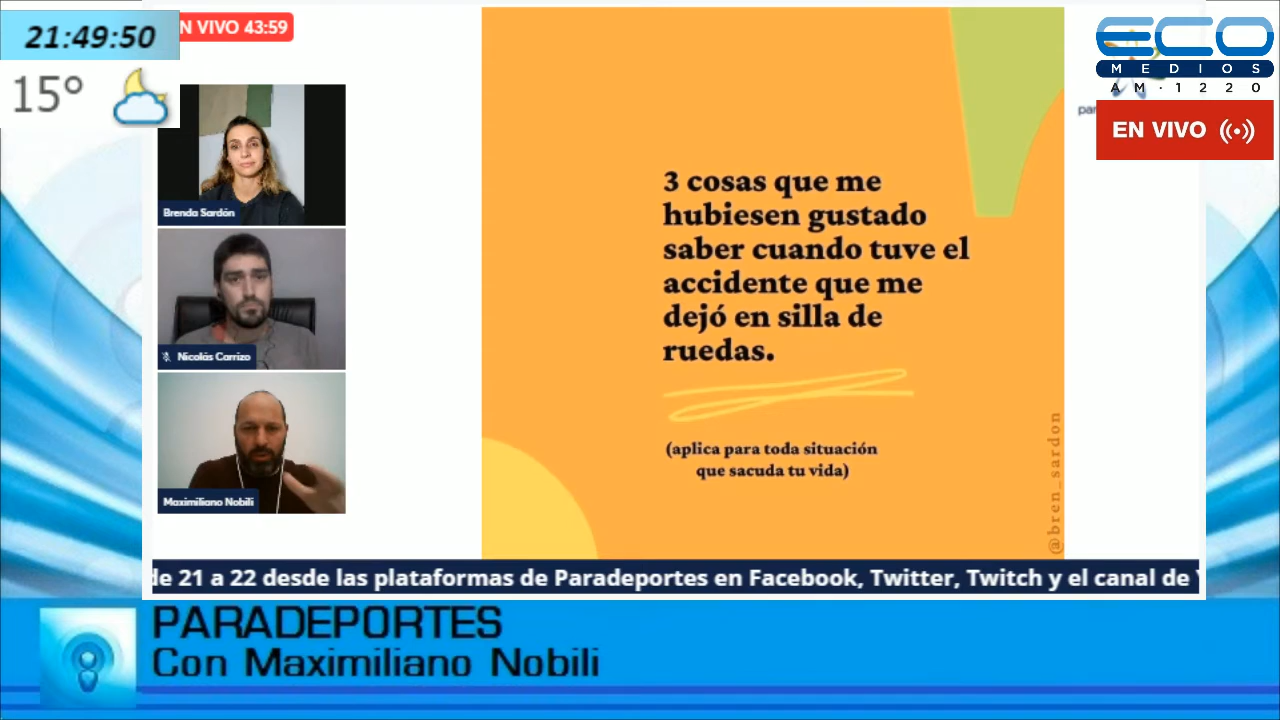 21:49:50
15°
N VIVO 43:59
ECO
MEDIOS
AM·1220
EN VIVO
Brenda Sardón
Nicolás Carrizo
Maximiliano Nobili
3 cosas que me
hubiesen gustado
saber cuando tuve el
accidente que me
dejó en silla de
ruedas.
(aplica para toda situación
que sacuda tu vida)
@bren_sardon
de 21 a 22 desde las plataformas de Paradeportes en Facebook, Twitter, Twitch y el canal de
PARADEPORTES
Con Maximiliano Nobili